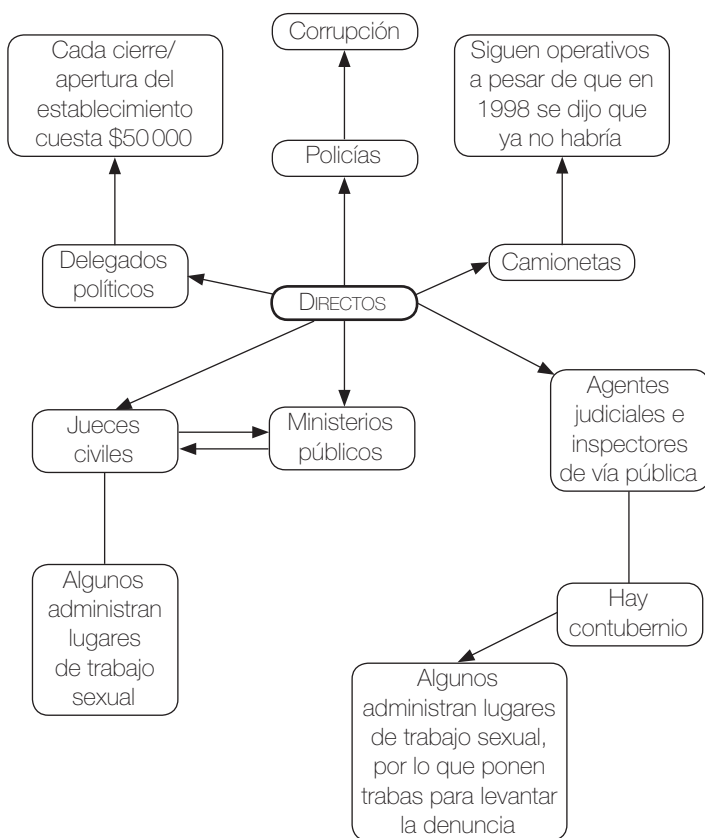 Corrupción
Cada cierre/
apertura del
establecimiento
cuesta $50 000
Siguen operativos
a pesar de que en
1998 se dijo que
ya no habría
Policías
Delegados
políticos
Camionetas
DIRECTOS
Jueces
civiles
Ministerios
públicos
Agentes
judiciales e
inspectores
de vía pública
Algunos
administran
lugares
de trabajo
sexual
Hay
contubernio
Algunos
administran lugares
de trabajo sexual,
por lo que ponen
trabas para levantar
la denuncia